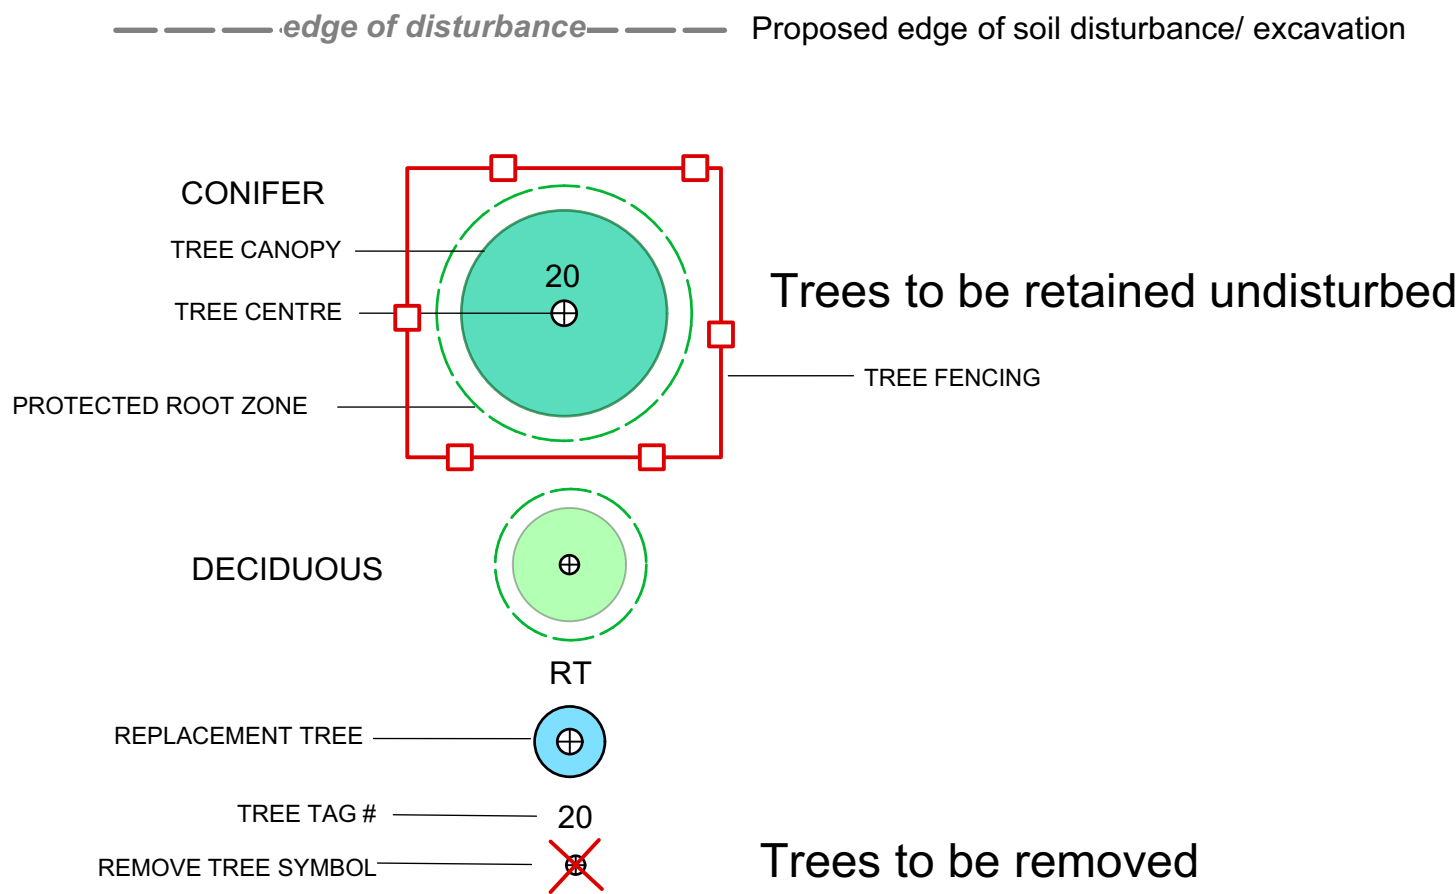 edge of disturbance Proposed edge of soil disturbance/ excavation
CONIFER
TREE CANOPY
20
TREE CENTRE
Trees to be retained undisturbed
TREE FENCING
PROTECTED ROOT ZONE
DECIDUOUS
RT
REPLACEMENT TREE
TREE TAG # 20
REMOVE TREE SYMBOL
Trees to be removed